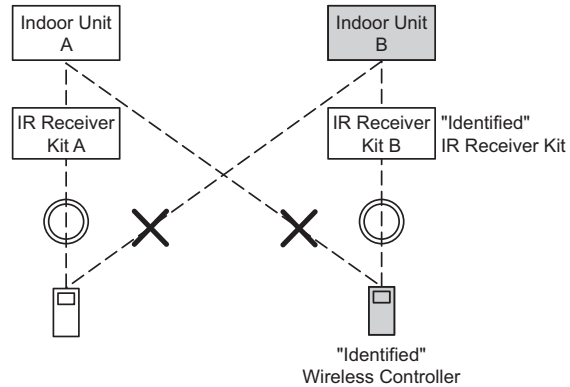 Indoor Unit
A
Indoor Unit
B
IR Receiver
Kit A
IR Receiver
Kit B
"Identified"
IR Receiver Kit
"Identified"
Wireless Controller